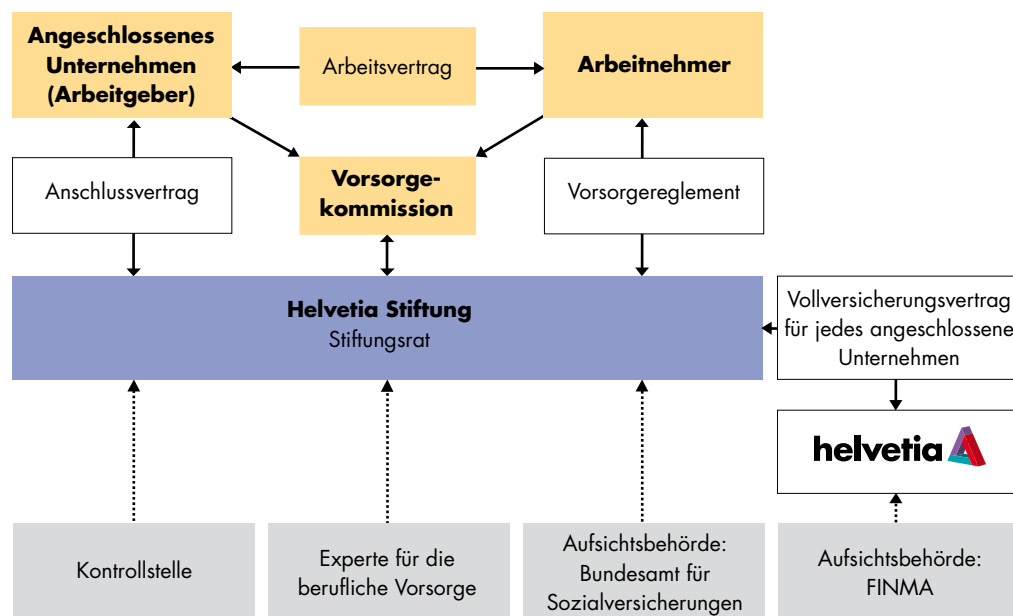 Angeschlossenes
Unternehmen
(Arbeitgeber)
Arbeitsvertrag
Arbeitnehmer
Anschlussvertrag
Vorsorge-
kommission
Vorsorgereglement
Helvetia Stiftung
Stiftungsrat
Vollversicherungsvertrag
für jedes angeschlossene
Unternehmen
helvetia
Kontrollstelle
Experte für die
berufliche Vorsorge
Aufsichtsbehörde:
Bundesamt für
Sozialversicherungen
Aufsichtsbehörde:
FINMA